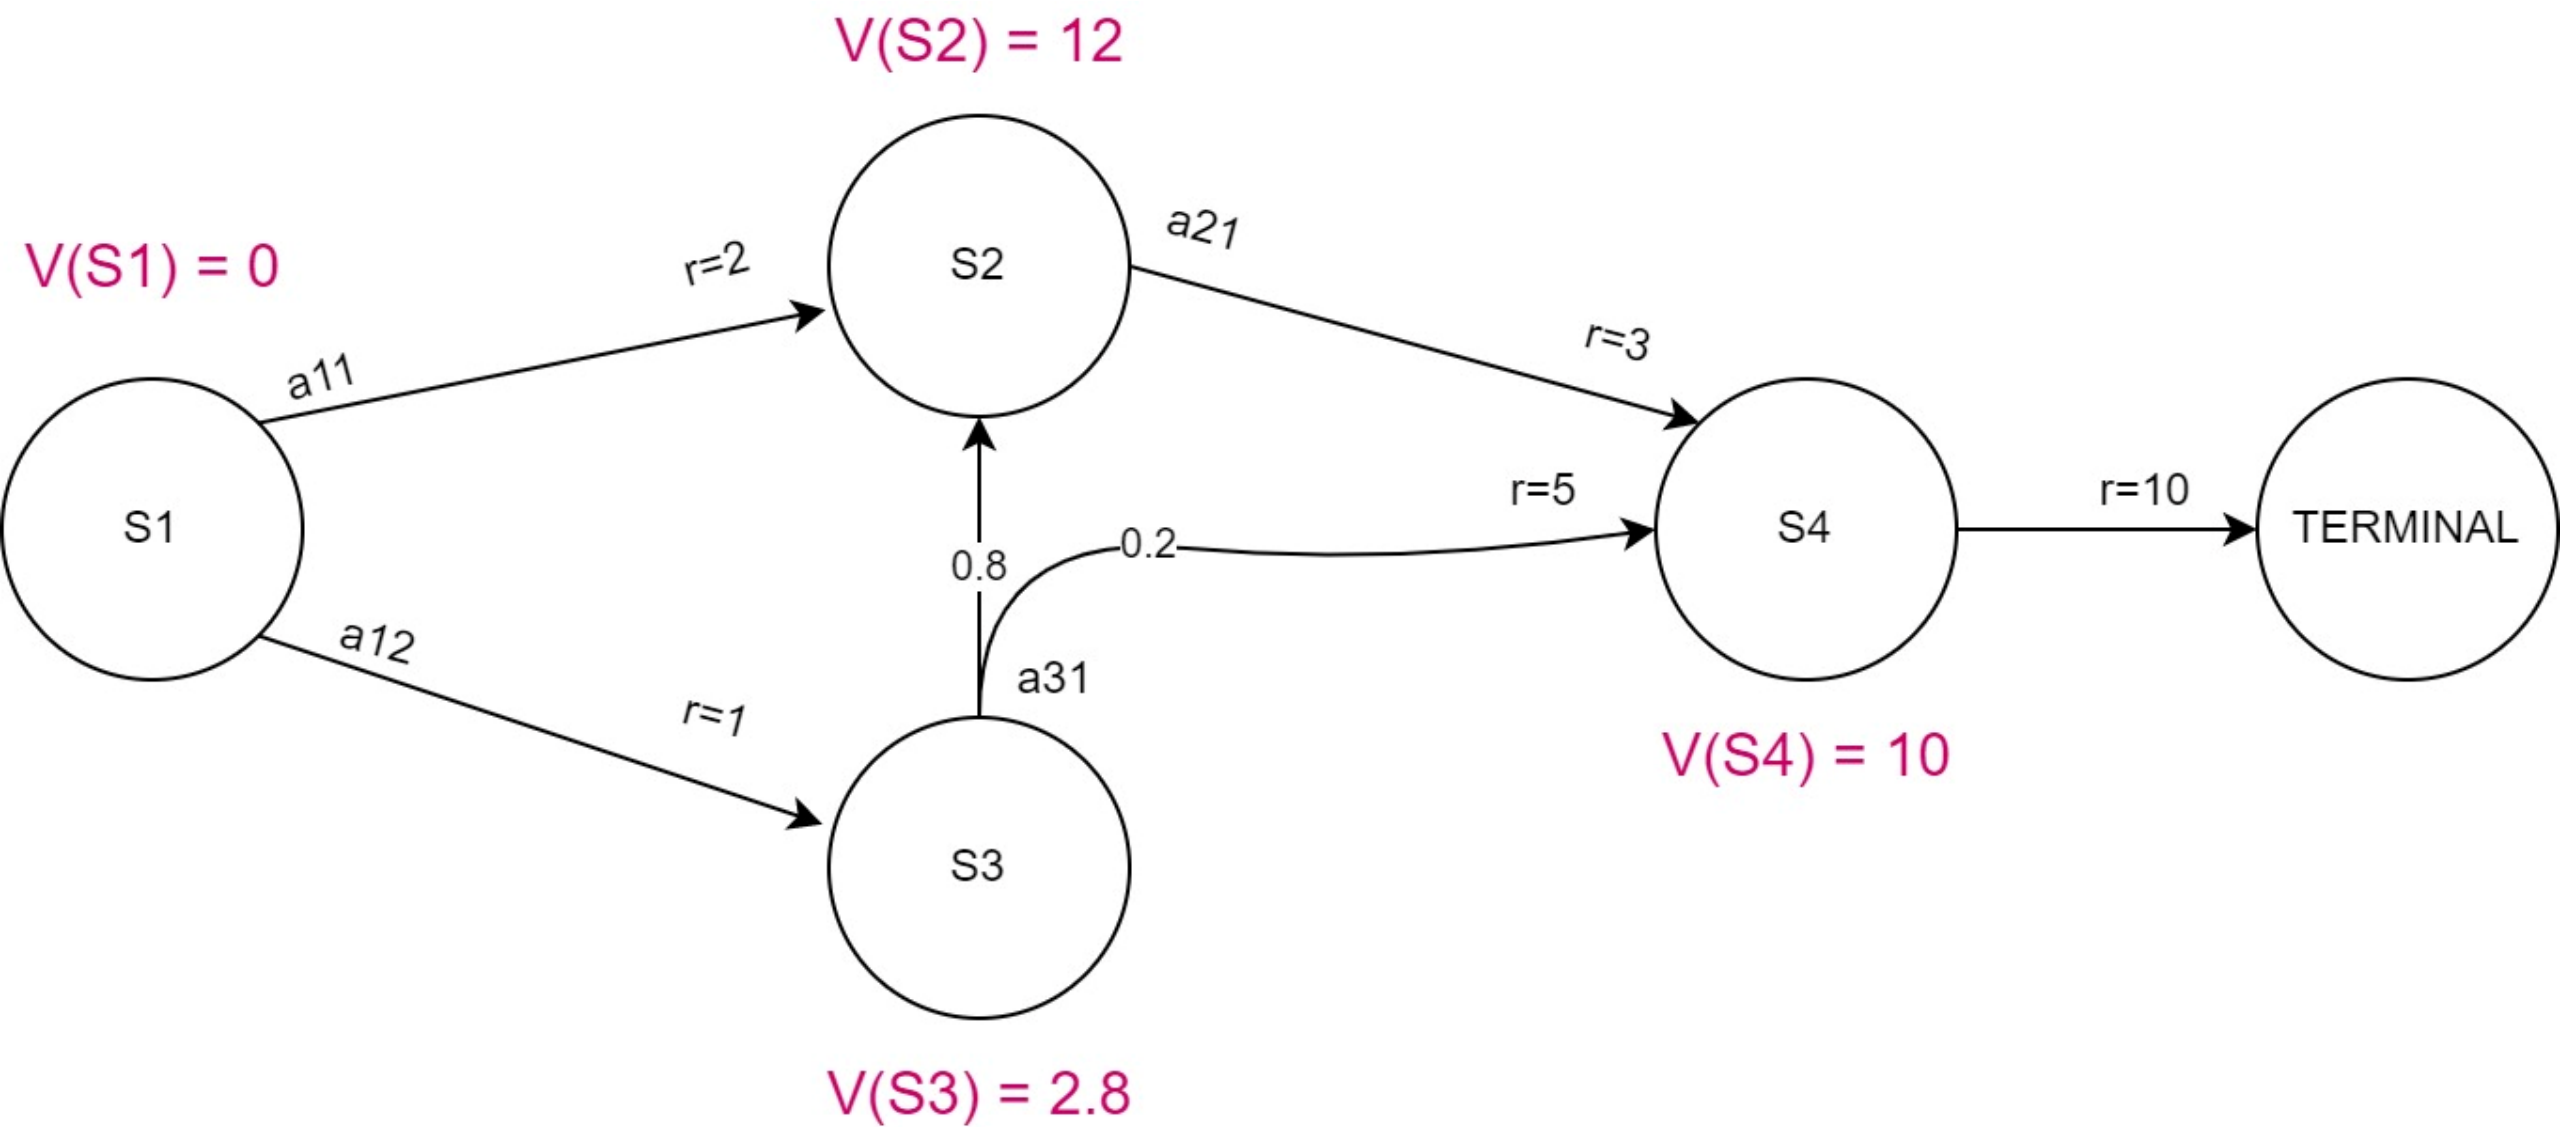 V(S2) = 12
V(S1) = 0
S2
a21
r=2
a11
r=3
S1
S4
TERMINAL
r=5
r=10
0.2
0.8
a12
a31
r=1
V(S4) = 10
S3
V(S3) = 2.8